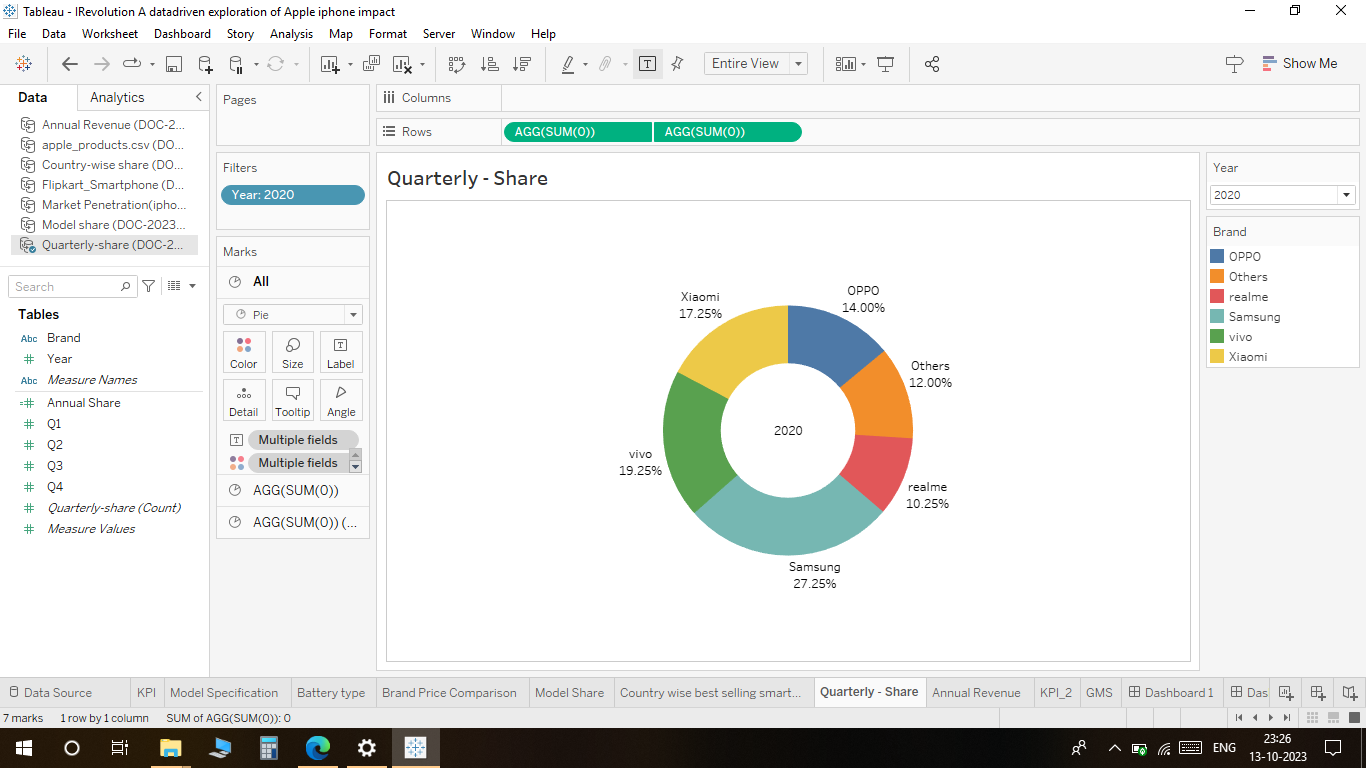 Tableau - IRevolution A datadriven exploration of Apple iphone impact
File Data Worksheet Dashboard Story Analysis Map Format Server Window Help
Entire View
Show Me
Data Analytics
Annual Revenue (DOC-2...
apple_products.csv (DO...
Country-wise share (DO...
Flipkart_Smartphone (D...
Market Penetration(ipho...
Model share (DOC-2023...
Quarterly-share (DOC-2...
Search
Tables
Abc Brand
Year
Abc Measure Names
Annual Share
Q1
Q2
Q3
Q4
Quarterly-share (Count)
Measure Values
Pages
Filters
Year: 2020
Marks
All
Pie
Color Size Label
Detail Tooltip Angle
Multiple fields
Multiple fields
AGG(SUM(0))
AGG(SUM(0)) (...
Columns
Rows AGG(SUM(0)) AGG(SUM(0))
Quarterly - Share
OPPO
14.00%
Others
12.00%
realme
10.25%
Samsung
27.25%
vivo
19.25%
Xiaomi
17.25%
2020
Year
2020
Brand
OPPO
Others
realme
Samsung
vivo
Xiaomi
Data Source KPI Model Specification Battery type Brand Price Comparison Model Share Country wise best selling smart... Quarterly - Share Annual Revenue KPI_2 GMS Dashboard 1 Das
7 marks 1 row by 1 column SUM of AGG(SUM(0)): 0
ENG
23:26
13-10-2023